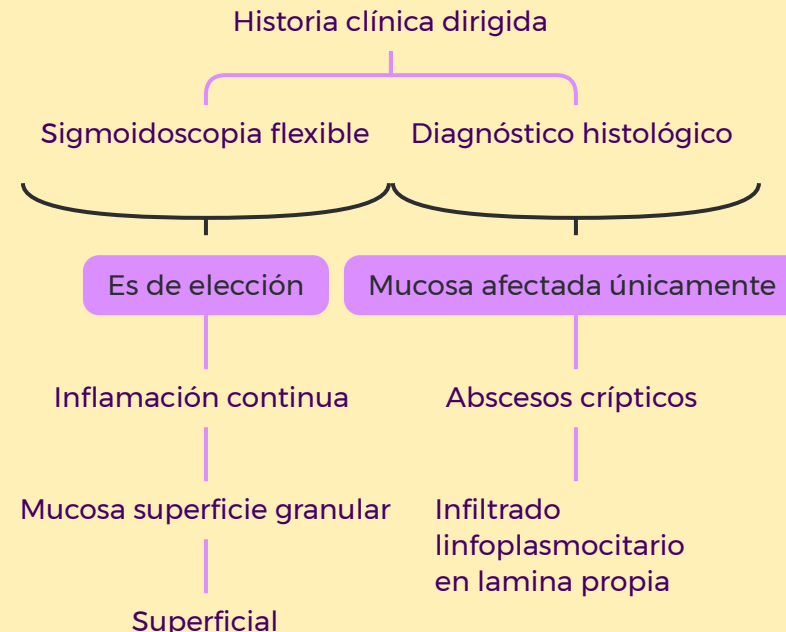 Historia clínica dirigida
Sigmoidoscopia flexible
Diagnóstico histológico
Es de elección
Mucosa afectada únicamente
Inflamación continua
Abscesos crípticos
Mucosa superficie granular
Infiltrado
linfoplasmocitario
en lamina propia
Superficial